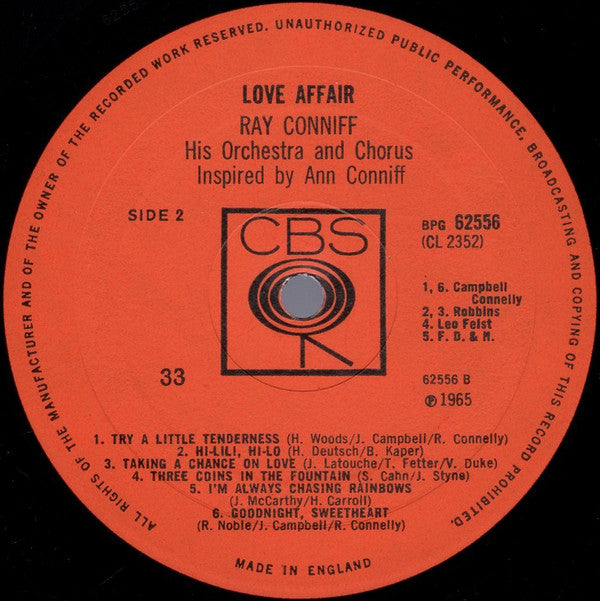 ALL RIGHTS OF THE MANUFACTURER AND OF THE OWNER OF THE RECORDED WORK RESERVED. UNAUTHORIZED PUBLIC PERFORMANCE, BROADCASTING AND COPYING OF THIS RECORD PROHIBITED.
LOVE AFFAIR
RAY CONNIFF
His Orchestra and Chorus
Inspired by Ann Conniff
SIDE 2
CBS
BPG 62556
(CL 2352)
1, 6. Campbell
Connelly
2, 3. Robbins
4. Leo Feist
5. F. D. & M.
33
62556 B
℗ 1965
1. TRY A LITTLE TENDERNESS (H. Woods/J. Campbell/R. Connelly)
2. HI-LILI, HI-LO (H. Deutsch/B. Kaper)
3. TAKING A CHANCE ON LOVE (J. Latouche/T. Fetter/V. Duke)
4. THREE COINS IN THE FOUNTAIN (S. Cahn/J. Styne)
5. I'M ALWAYS CHASING RAINBOWS
(J. McCarthy/H. Carroll)
6. GOODNIGHT, SWEETHEART
(R. Noble/J. Campbell/R. Connelly)
MADE IN ENGLAND